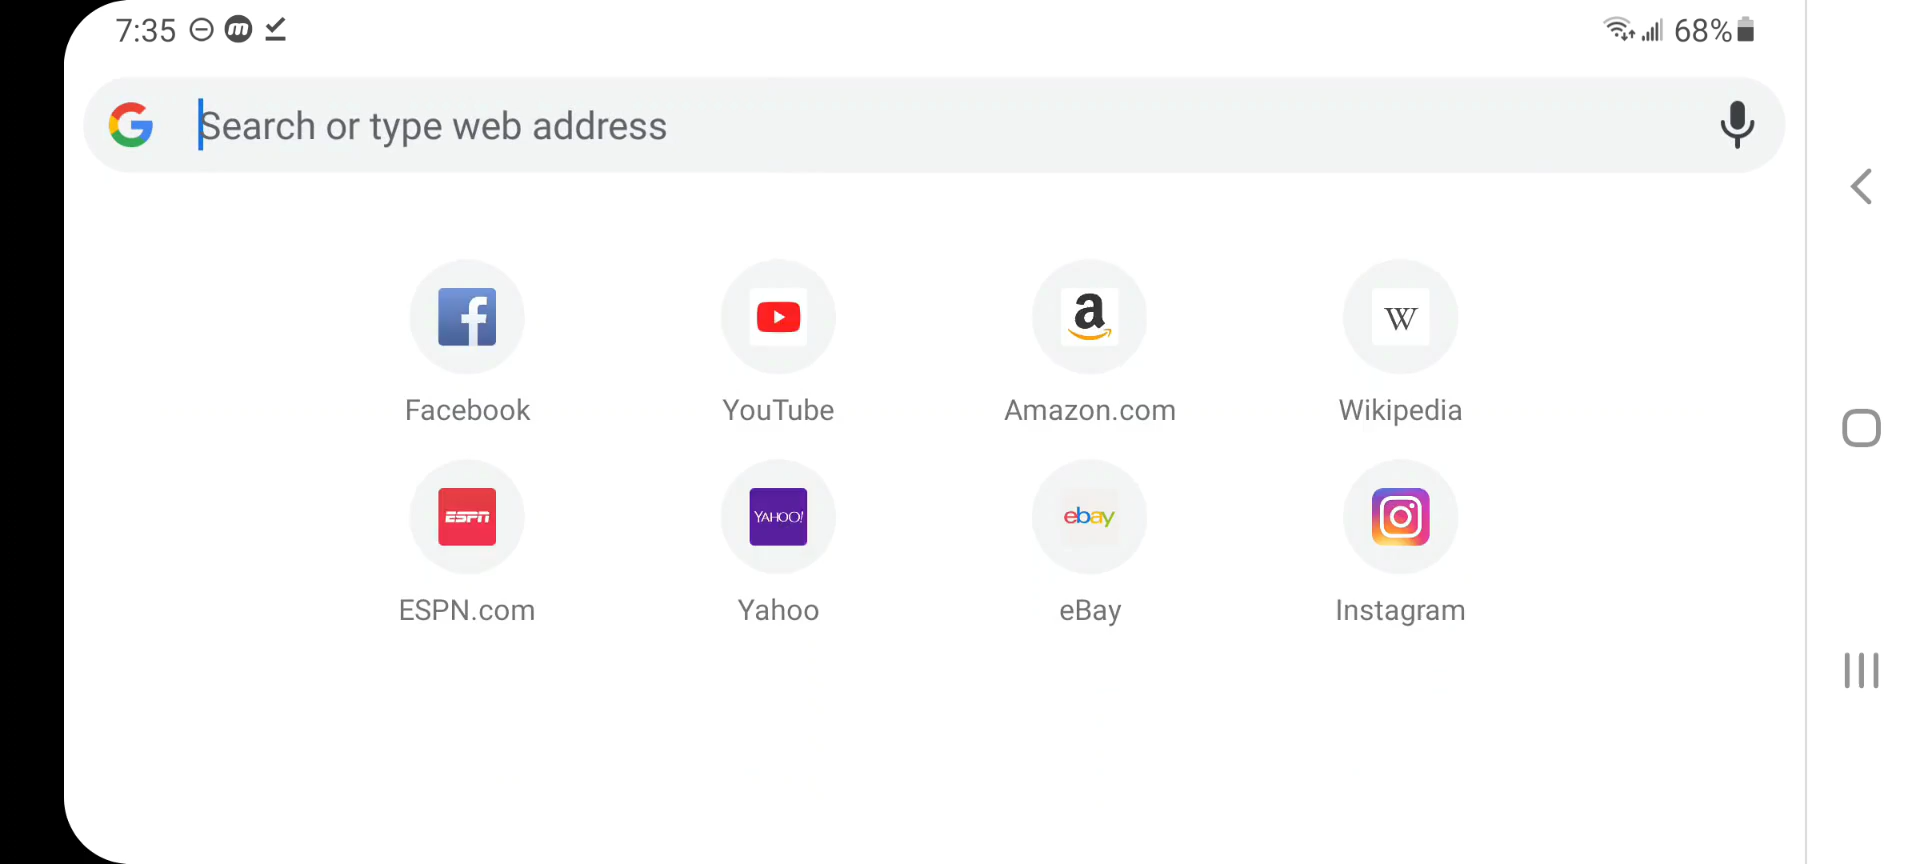 7:35 68%
Search or type web address
Facebook YouTube Amazon.com Wikipedia
ESPN YAHOO! ebay
ESPN.com Yahoo eBay Instagram